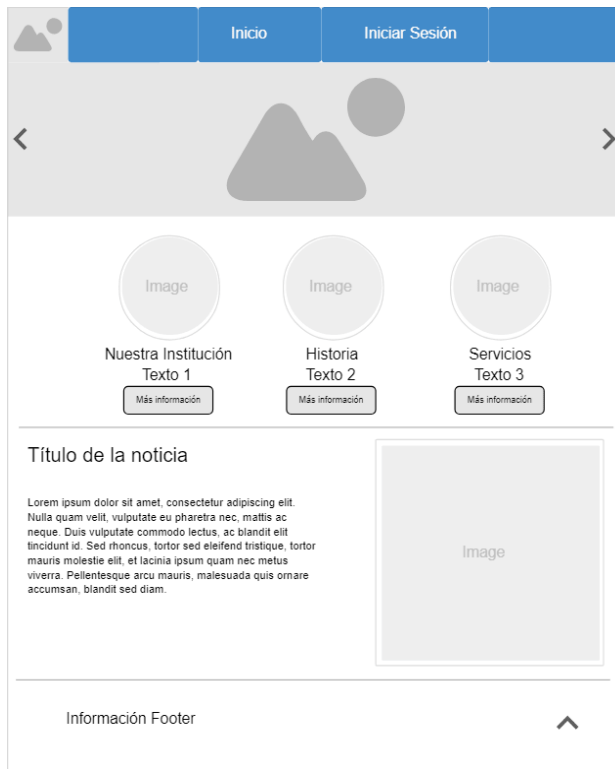 Inicio
Iniciar Sesión
Image
Image
Image
Nuestra Institución
Texto 1
Más información
Historia
Texto 2
Más información
Servicios
Texto 3
Más información
Título de la noticia
Lorem ipsum dolor sit amet, consectetur adipiscing elit.
Nulla quam velit, vulputate eu pharetra nec, mattis ac
neque. Duis vulputate commodo lectus, ac blandit elit
tincidunt id. Sed rhoncus, tortor sed eleifend tristique, tortor
mauris molestie elit, et lacinia ipsum quam nec metus
viverra. Pellentesque arcu mauris, malesuada quis ornare
accumsan, blandit sed diam.
Image
Información Footer